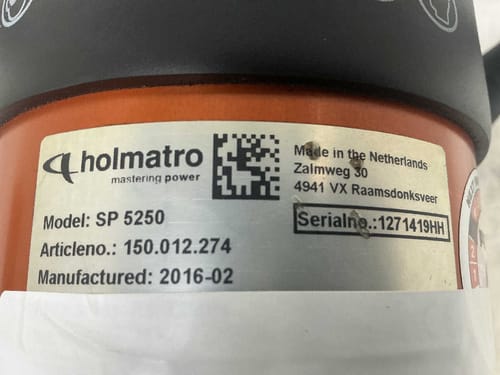 holmatro
mastering power
Made in the Netherlands
Zalmweg 30
4941 VX Raamsdonksveer
Serialno.:1271419HH
Model: SP 5250
Articleno.: 150.012.274
Manufactured: 2016-02